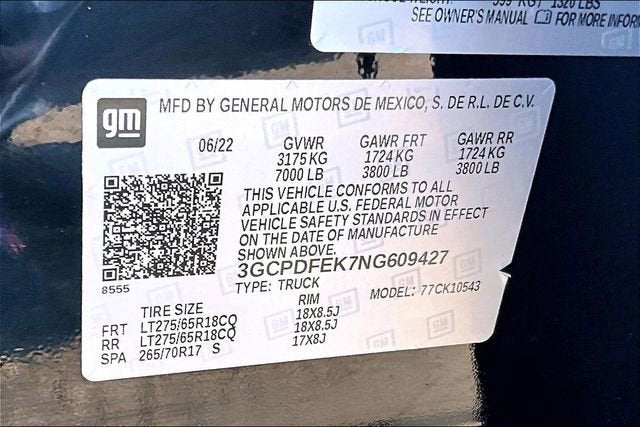 399 KG / 1320 LBS
SEE OWNER'S MANUAL FOR MORE INFOR
gm
MFD BY GENERAL MOTORS DE MEXICO, S. DE R.L. DE C.V.
06/22 GVWR GAWR FRT GAWR RR
3175 KG 1724 KG 1724 KG
7000 LB 3800 LB 3800 LB
THIS VEHICLE CONFORMS TO ALL
APPLICABLE U.S. FEDERAL MOTOR
VEHICLE SAFETY STANDARDS IN EFFECT
ON THE DATE OF MANUFACTURE
SHOWN ABOVE.
3GCPDFEK7NG609427
8555
TYPE: TRUCK MODEL: 77CK10543
TIRE SIZE RIM
FRT LT275/65R18CQ 18X8.5J
RR LT275/65R18CQ 18X8.5J
SPA 265/70R17 S 17X8J